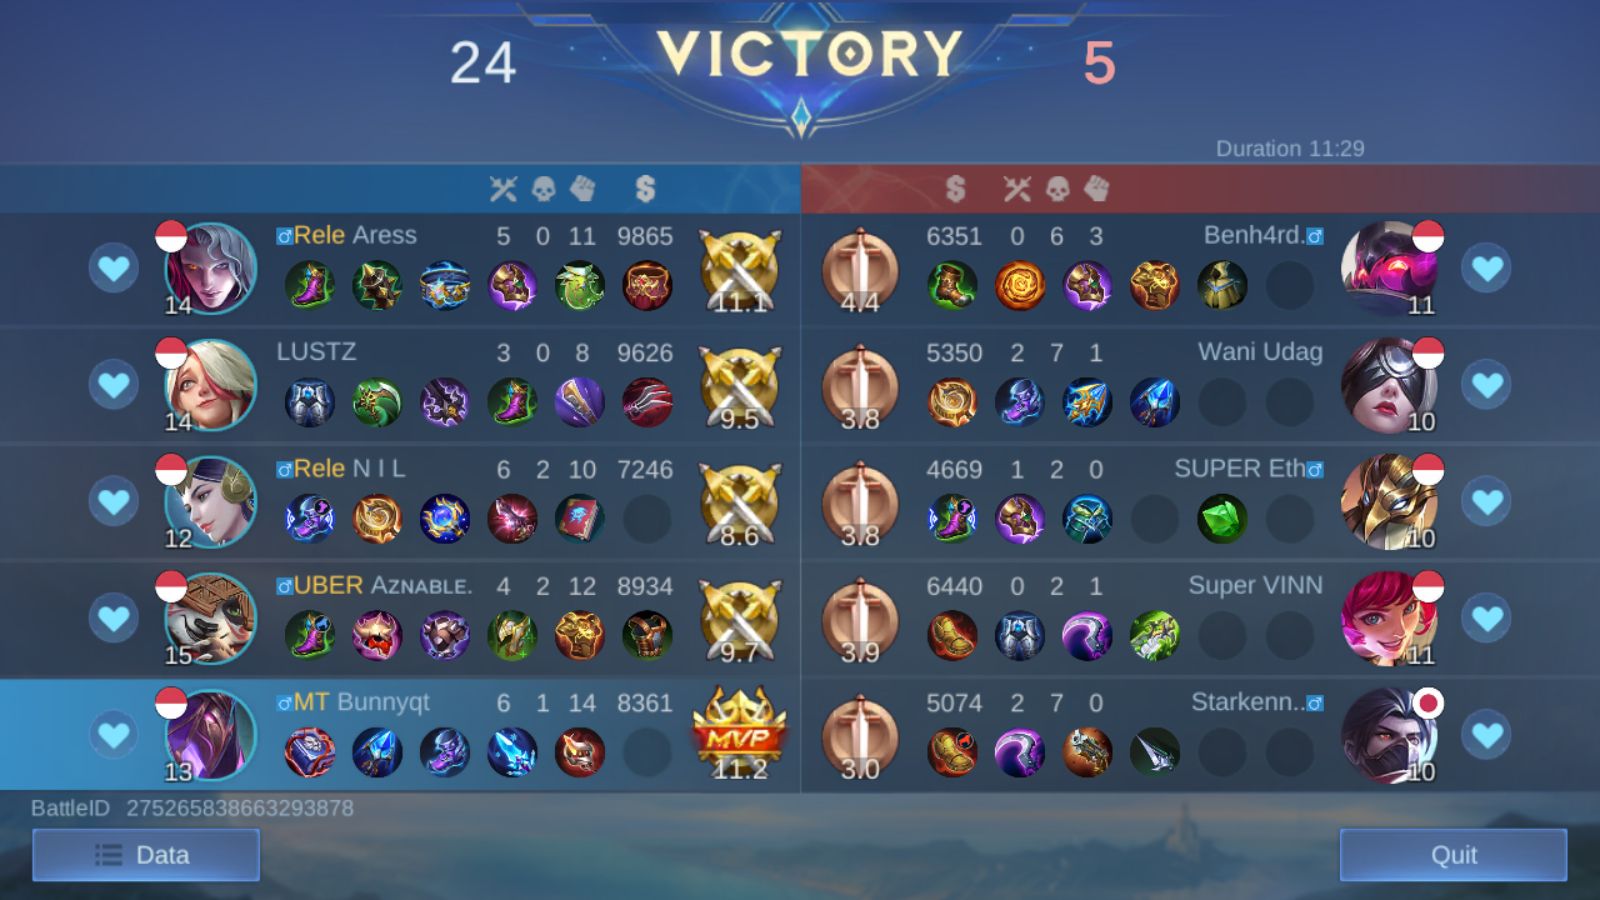 24 VICTORY 5
Duration 11:29
Rele Aress 5 0 11 9865
14 11.1
4.4 6351 0 6 3 Benh4rd.
11
LUSTZ 3 0 8 9626
14 9.5
3.8 5350 2 7 1 Wani Udag
10
Rele N I L 6 2 10 7246
12 8.6
3.8 4669 1 2 0 SUPER Eth
10
UBER AZNABLE. 4 2 12 8934
15 9.7
3.9 6440 0 2 1 Super VINN
11
MT Bunnyqt 6 1 14 8361
13 MVP 11.2
3.0 5074 2 7 0 Starkenn..
10
BattleID 275265838663293878
Data
Quit